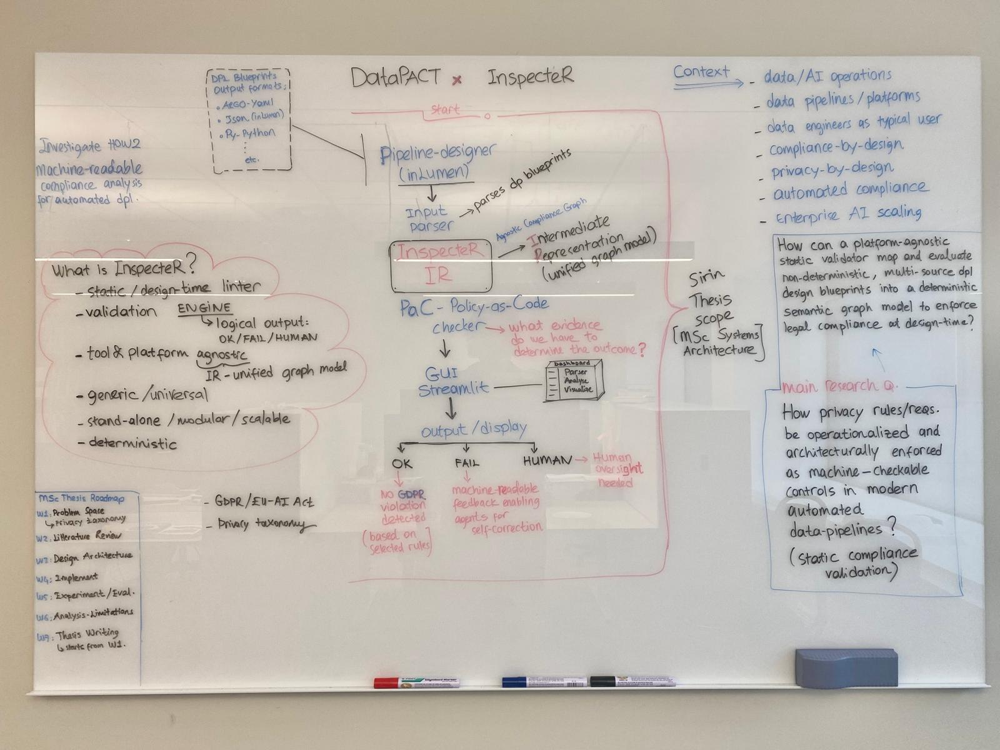 DataPACT x InspecteR
DPL Blueprints
Output formats:
• ArGO-Yaml
• Json (inLumen)
• Py-Python
etc.
Investigate HOW2
Machine-readable
compliance analysis
for automated dpl.
What is InspecteR?
- static / design-time linter
- validation ENGINE
↳ logical output:
OK/FAIL/HUMAN
- tool & platform agnostic
IR - unified graph model
- generic/universal
- stand-alone /modular/scalable
- deterministic
MSc Thesis Roadmap
W1: Problem Space
↳ Privacy taxonomy
W2: Litterature Review
W3: Design Architecture
W4: Implement
W5: Experiment/Eval.
W6: Analysis-Limitations
W7: Thesis Writing
↳ starts from W1.
- GDPR/EU-AI Act
- Privacy taxonomy
start
Pipeline-designer
(inLumen)
Input
parser
→ parses dp blueprints
InspecteR
IR
Agnostic Compliance Graph
→ Intermediate
Representation
(unified graph model)
PaC - Policy-as-Code
checker → what evidence
do we have to
determine the outcome?
GUI
Streamlit
Dashboard
Parser
Analyse
Visualize
output/display
OK
FAIL
HUMAN → Human
oversight
needed
No GDPR
violation
detected
(based on
selected rules)
machine-readable
feedback enabling
agents for
self-correction
Sirin
Thesis
scope
[MSc Systems
Architecture]
Context
- data/AI operations
- data pipelines/platforms
- data engineers as typical user
- compliance-by-design
- privacy-by-design
- automated compliance
- Enterprise AI scaling
How can a platform-agnostic
static validator map and evaluate
non-deterministic, multi-source dpl
design blueprints into a deterministic
semantic graph model to enforce
legal compliance at design-time?
main research Q.
How privacy rules/reqs.
be operationalized and
architecturally enforced
as machine-checkable
controls in modern
automated
data-pipelines?
(static compliance
validation)